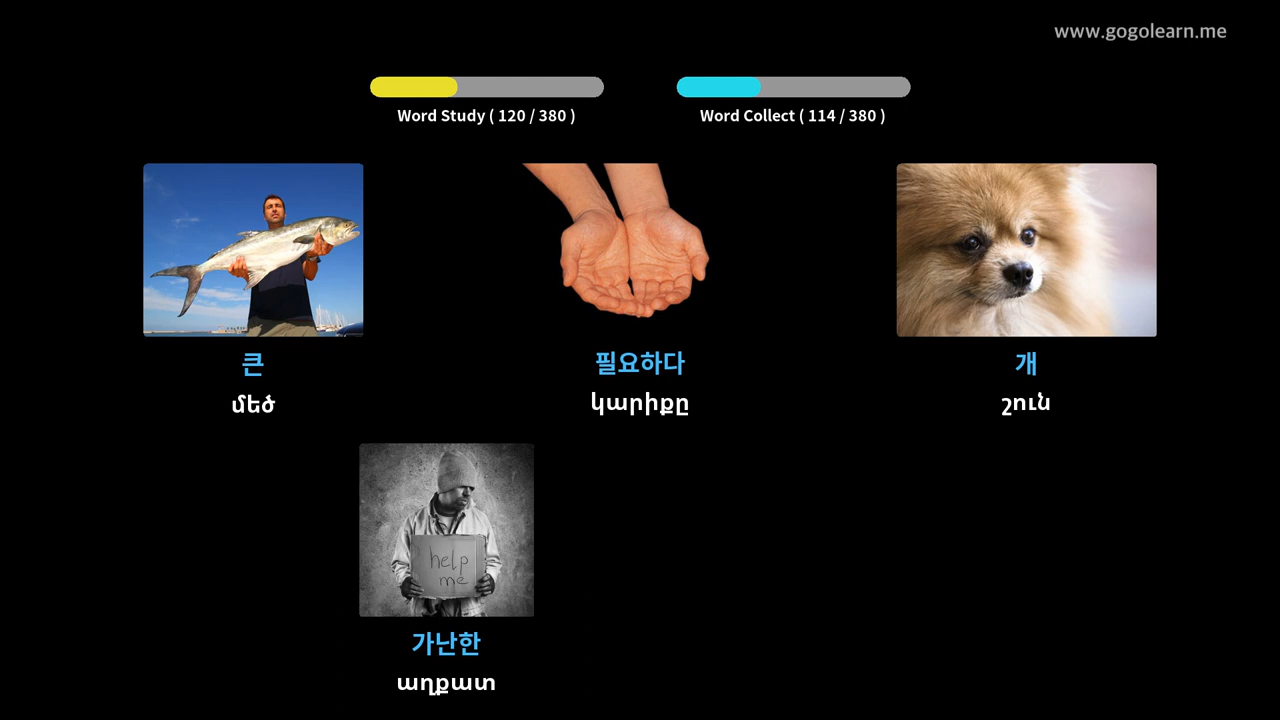 www.gogolearn.me
Word Study ( 120 / 380 )
Word Collect ( 114 / 380 )
큰
մեծ
필요하다
կարիքը
개
շուն
help
me
가난한
աղքատ